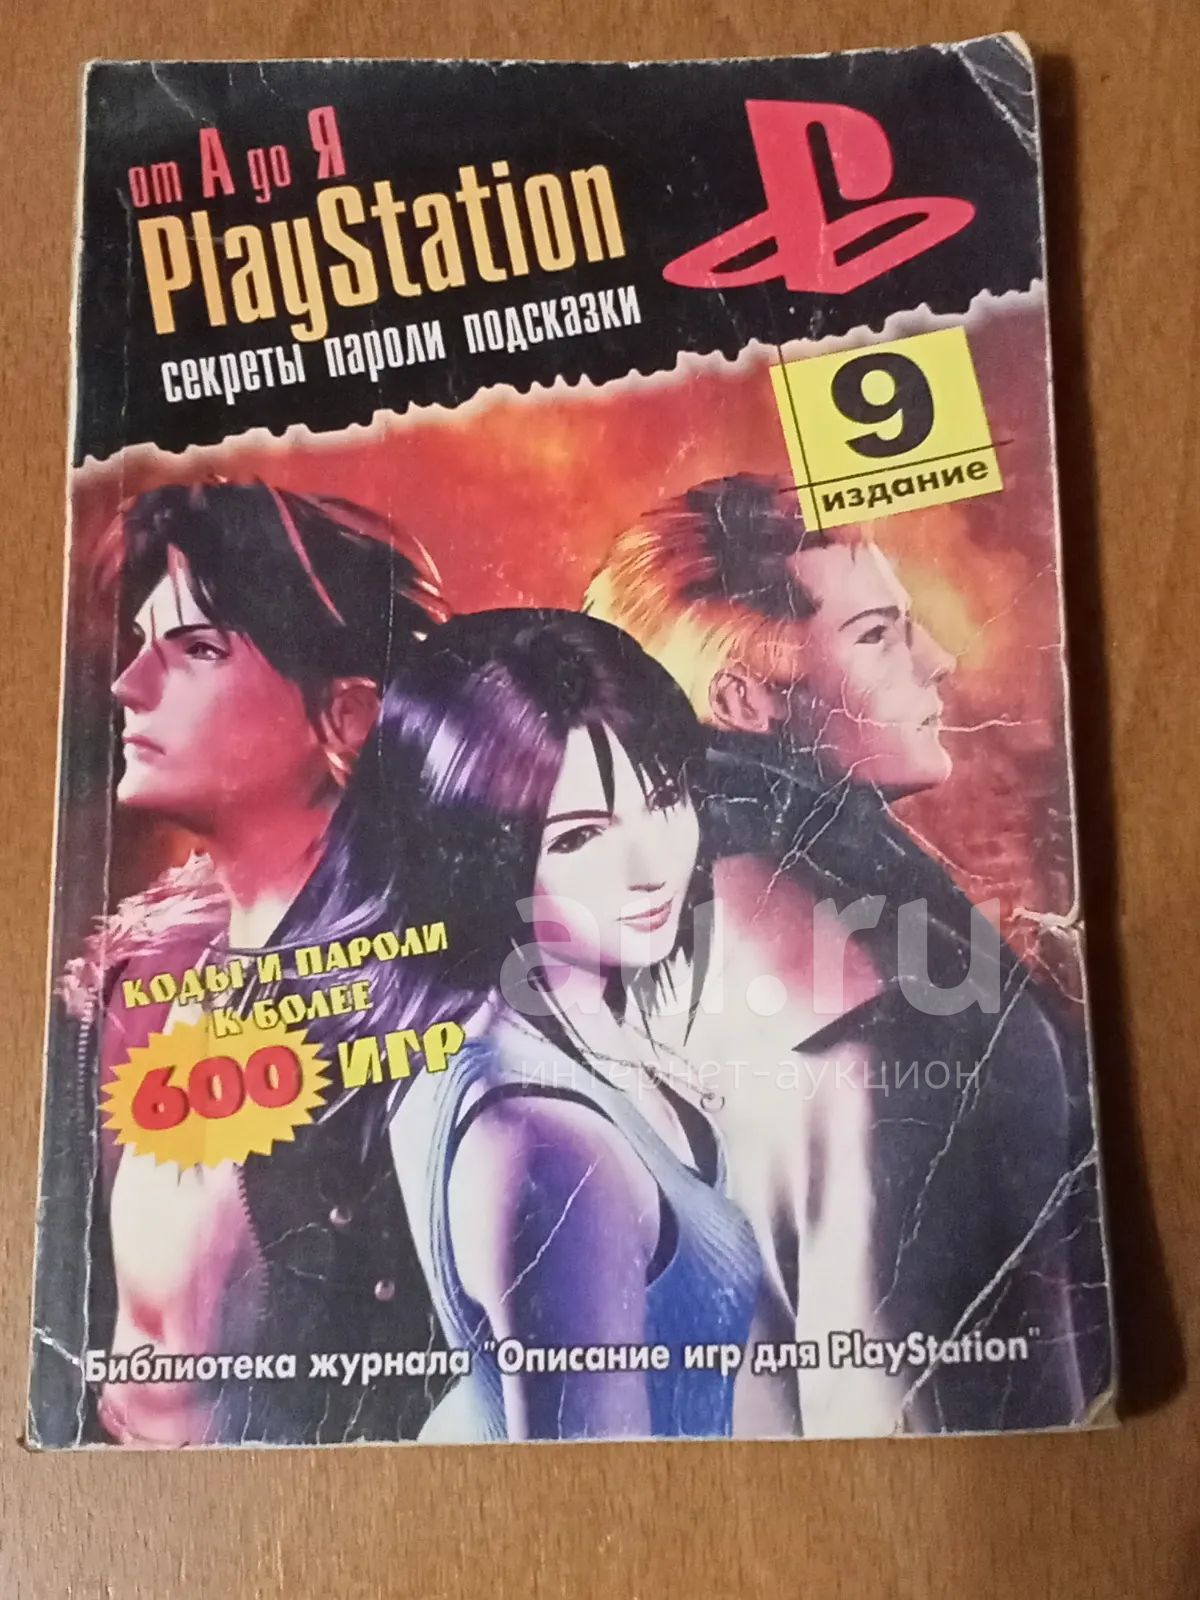 от А до Я
PlayStation
секреты пароли подсказки
9
издание
КОДЫ И ПАРОЛИ
К БОЛЕЕ
600 ИГР
au.ru
интернет-аукцион
Библиотека журнала "Описание игр для PlayStation"